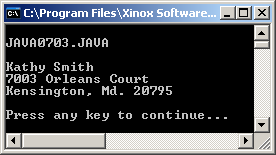 C:\Program Files\Xinox Software...
JAVA0703.JAVA
Kathy Smith
7003 Orleans Court
Kensington, Md. 20795
Press any key to continue...